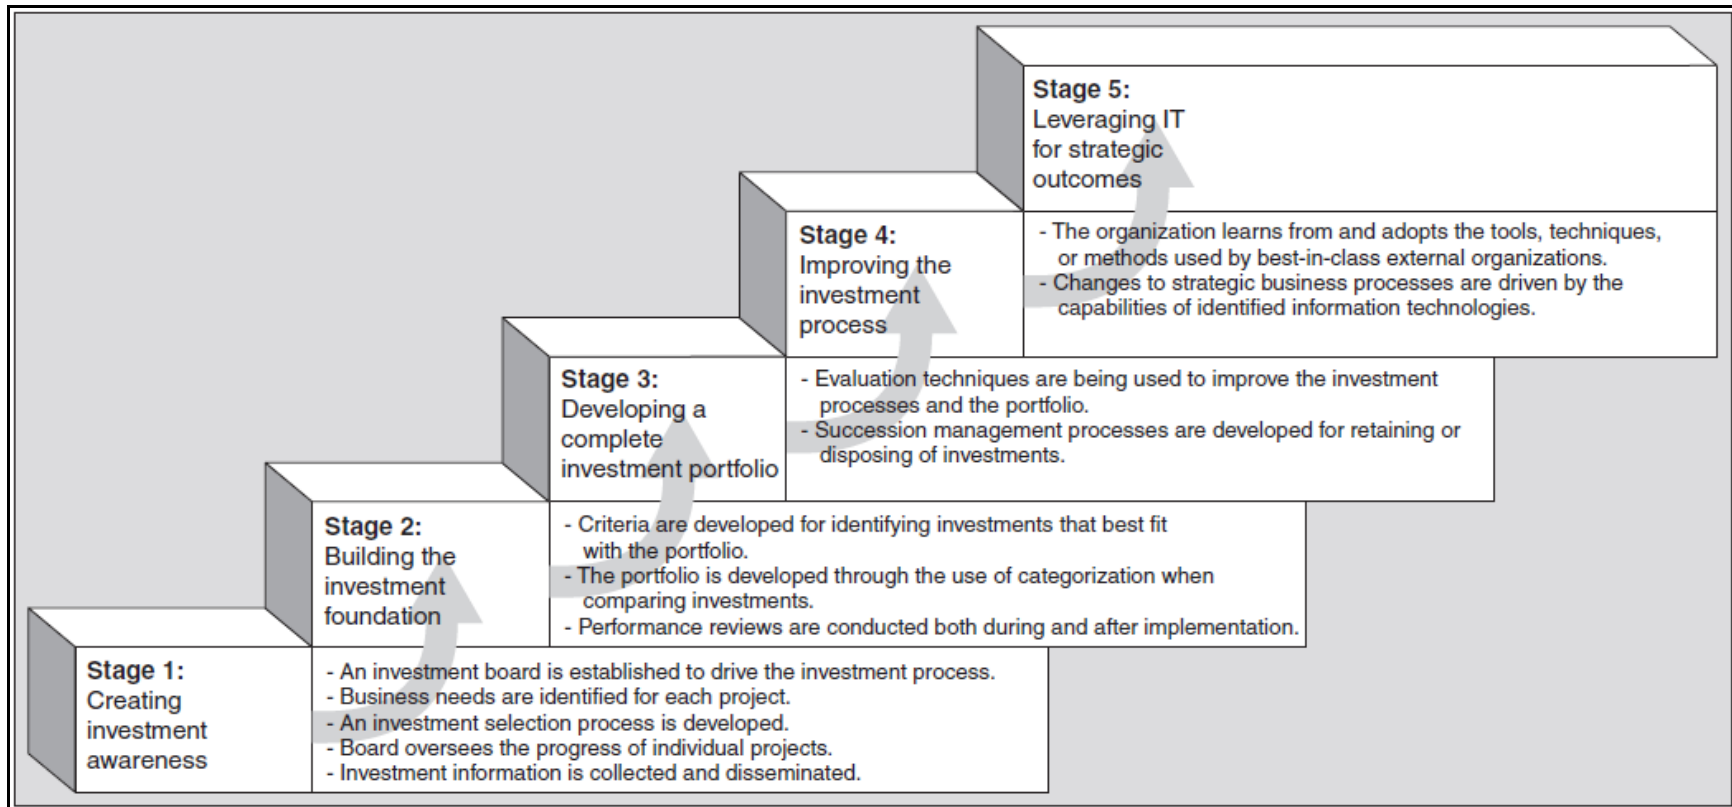 Stage 5:
Leveraging IT
for strategic
outcomes
- The organization learns from and adopts the tools, techniques,
or methods used by best-in-class external organizations.
- Changes to strategic business processes are driven by the
capabilities of identified information technologies.
Stage 4:
Improving the
investment
process
- Evaluation techniques are being used to improve the investment
processes and the portfolio.
- Succession management processes are developed for retaining or
disposing of investments.
Stage 3:
Developing a
complete
investment portfolio
- Criteria are developed for identifying investments that best fit
with the portfolio.
- The portfolio is developed through the use of categorization when
comparing investments.
- Performance reviews are conducted both during and after implementation.
Stage 2:
Building the
investment
foundation
- An investment board is established to drive the investment process.
- Business needs are identified for each project.
- An investment selection process is developed.
- Board oversees the progress of individual projects.
- Investment information is collected and disseminated.
Stage 1:
Creating
investment
awareness